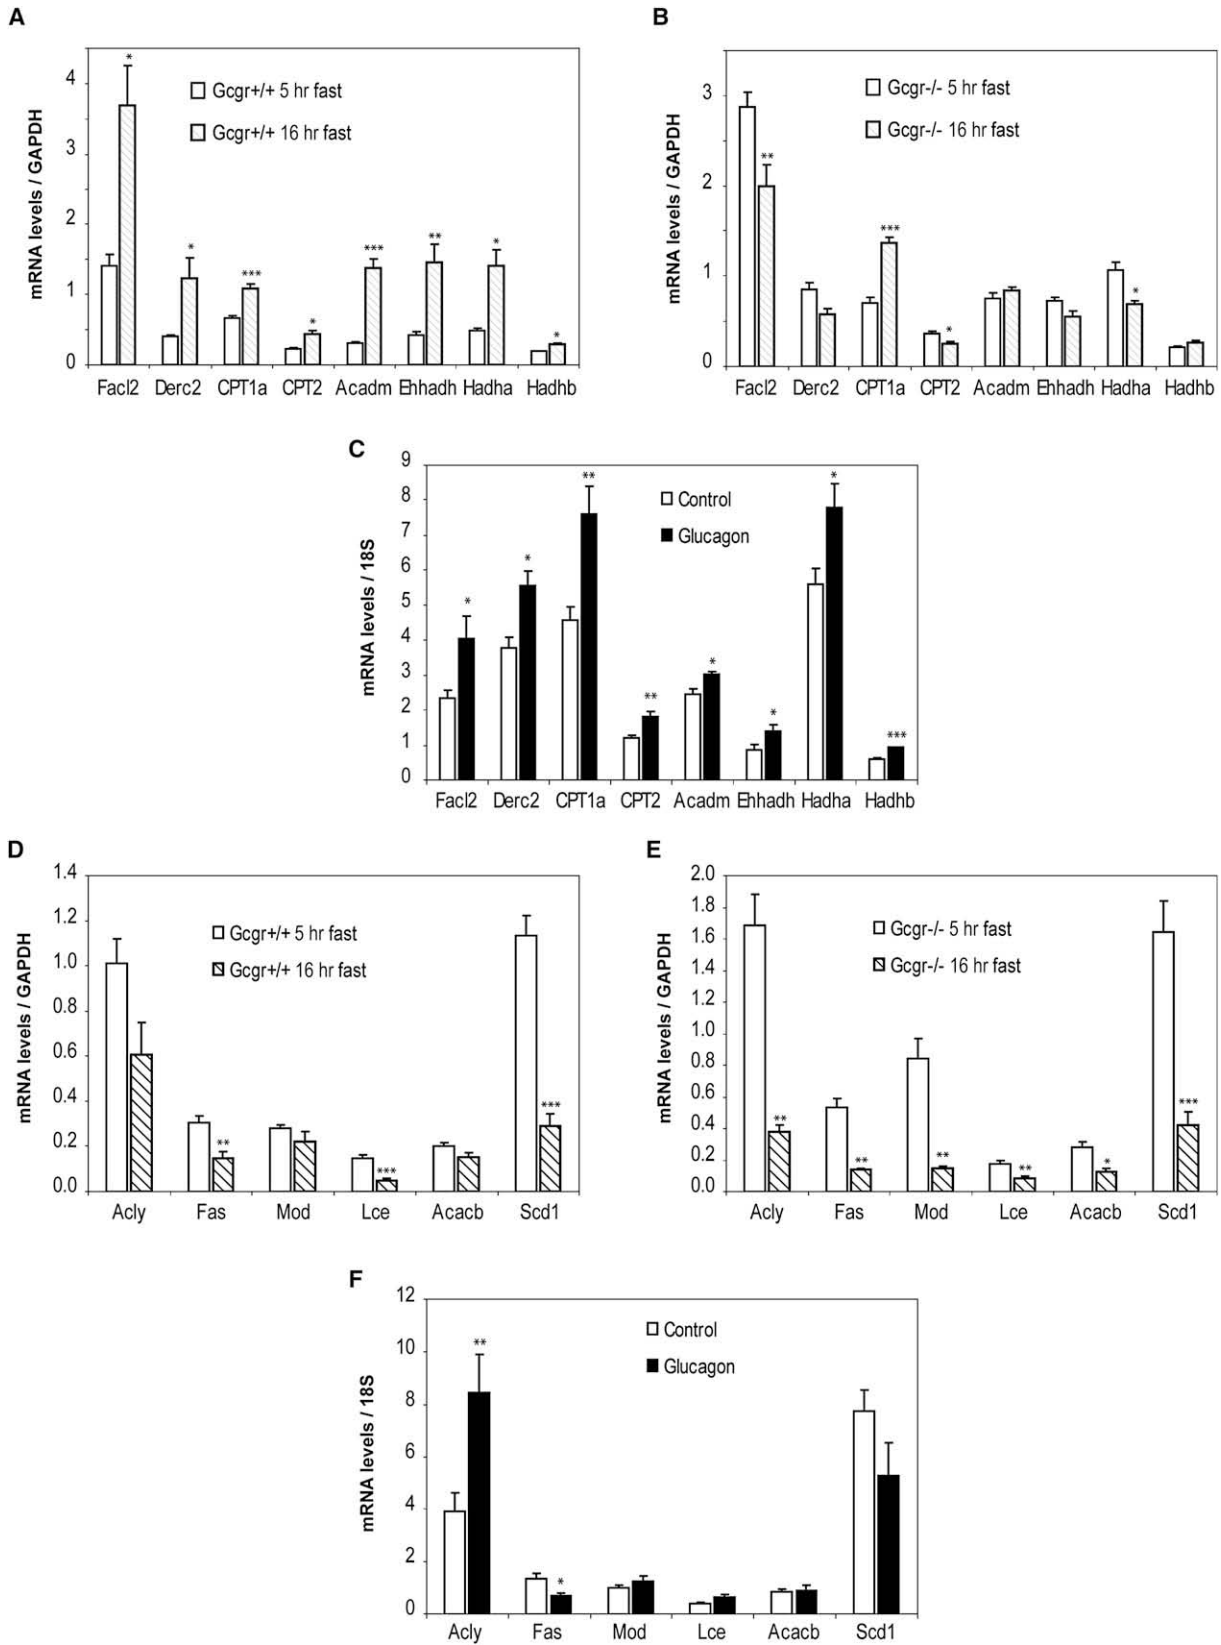 A
mRNA levels / GAPDH
4
3
2
1
0
Gcgr+/+ 5 hr fast
Gcgr+/+ 16 hr fast
* * *** * *** ** * *
Facl2 Derc2 CPT1a CPT2 Acadm Ehhadh Hadha Hadhb
B
mRNA levels / GAPDH
3
2
1
0
Gcgr-/- 5 hr fast
Gcgr-/- 16 hr fast
** *** * *
Facl2 Derc2 CPT1a CPT2 Acadm Ehhadh Hadha Hadhb
C
mRNA levels / 18S
9
8
7
6
5
4
3
2
1
0
Control
Glucagon
* * ** ** * * * ***
Facl2 Derc2 CPT1a CPT2 Acadm Ehhadh Hadha Hadhb
D
mRNA levels / GAPDH
1.4
1.2
1.0
0.8
0.6
0.4
0.2
0.0
Gcgr+/+ 5 hr fast
Gcgr+/+ 16 hr fast
** *** ***
Acly Fas Mod Lce Acacb Scd1
E
mRNA levels / GAPDH
2.0
1.8
1.6
1.4
1.2
1.0
0.8
0.6
0.4
0.2
0.0
Gcgr-/- 5 hr fast
Gcgr-/- 16 hr fast
** ** ** ** * ***
Acly Fas Mod Lce Acacb Scd1
F
mRNA levels / 18S
12
10
8
6
4
2
0
Control
Glucagon
** *
Acly Fas Mod Lce Acacb Scd1